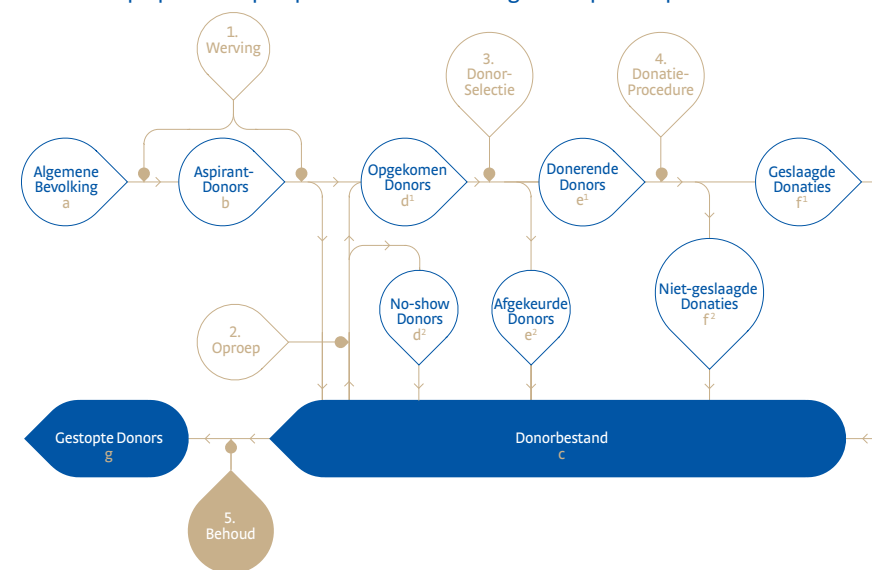 1.
Werving
3.
Donor-
Selectie
4.
Donatie-
Procedure
Algemene
Bevolking
a
Aspirant-
Donors
b
Opgekomen
Donors
d¹
Donerende
Donors
e¹
Geslaagde
Donaties
f¹
No-show
Donors
d²
Afgekeurde
Donors
e²
Niet-geslaagde
Donaties
f²
2.
Oproep
Gestopte Donors
g
Donorbestand
c
5.
Behoud